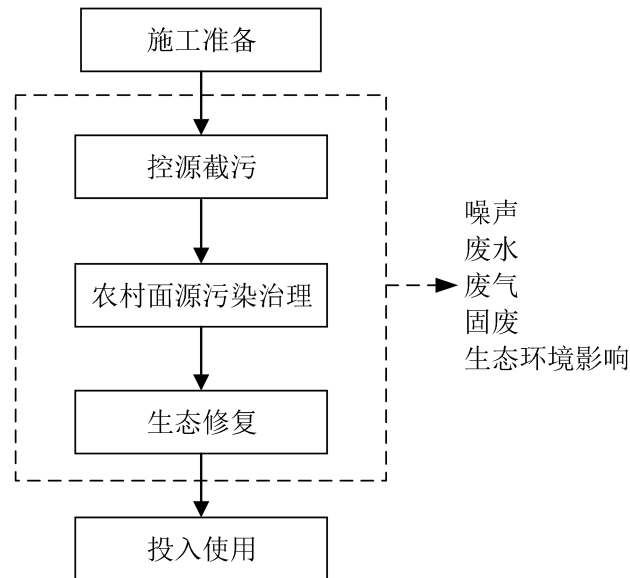 施工准备
控源截污
农村面源污染治理
生态修复
投入使用
噪声
废水
废气
固废
生态环境影响